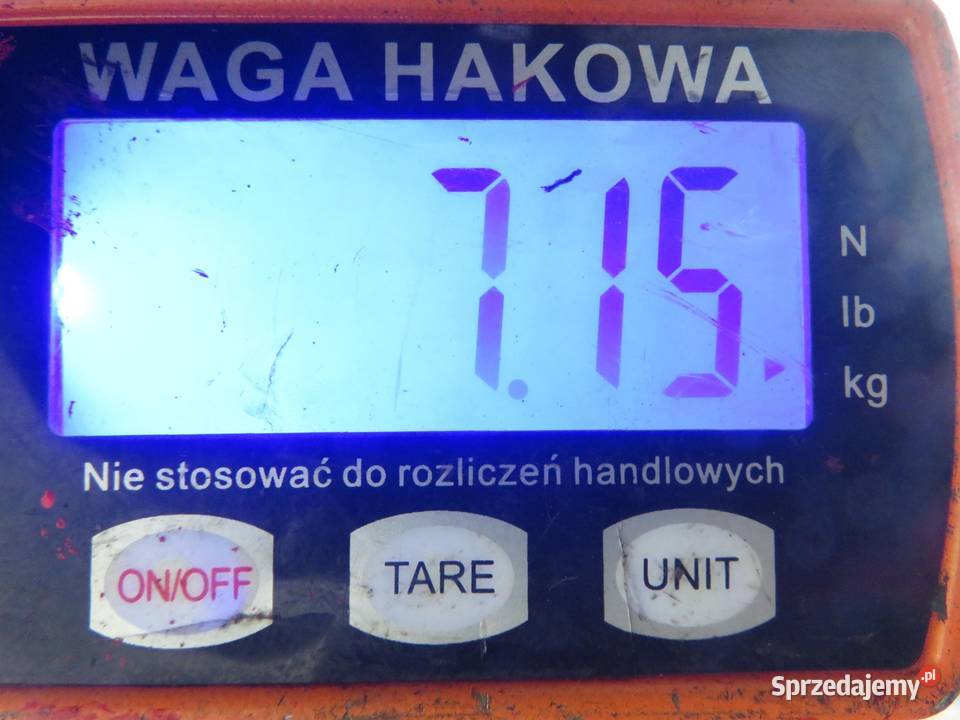 WAGA HAKOWA
7.15
N
lb
kg
Nie stosować do rozliczeń handlowych
ON/OFF TARE UNIT
Sprzedajemy.pl